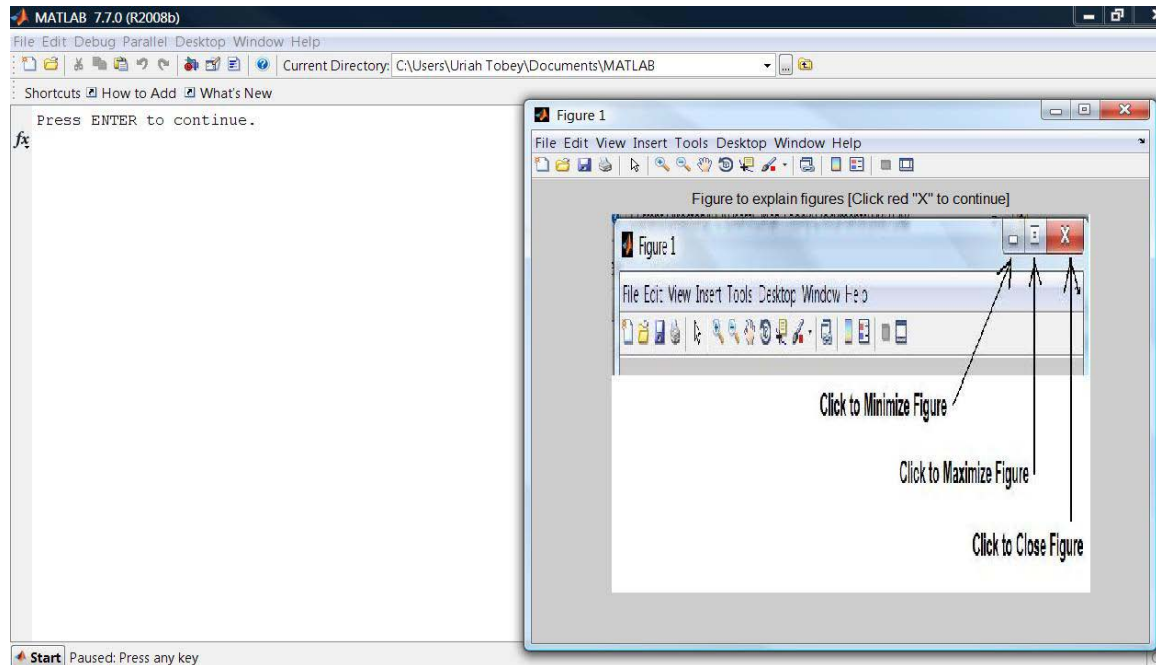 MATLAB 7.7.0 (R2008b)
File Edit Debug Parallel Desktop Window Help
Current Directory: C:\Users\Uriah Tobey\Documents\MATLAB
Shortcuts How to Add What's New
Press ENTER to continue.
fx
Figure 1
File Edit View Insert Tools Desktop Window Help
Figure to explain figures [Click red "X" to continue]
Figure 1
File Edit View Insert Tools Desktop Window Help
Click to Minimize Figure
Click to Maximize Figure
Click to Close Figure
Start Paused: Press any key